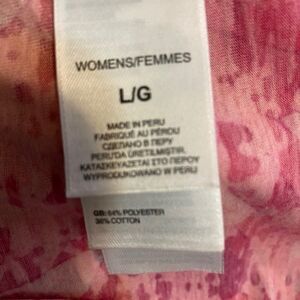 WOMENS/FEMMES
L/G
MADE IN PERU
FABRIQUÉ AU PÉROU
СДЕЛАНО В ПЕРУ
PERU'DA ÜRETILMIŞTIR.
ΚΑΤΑΣΚΕΥΑΖΕΤΑΙ ΣΤΟ ΠΕΡΟΥ
WYPRODUKOWANO W PERU
GB: 64% POLYESTER
36% COTTON